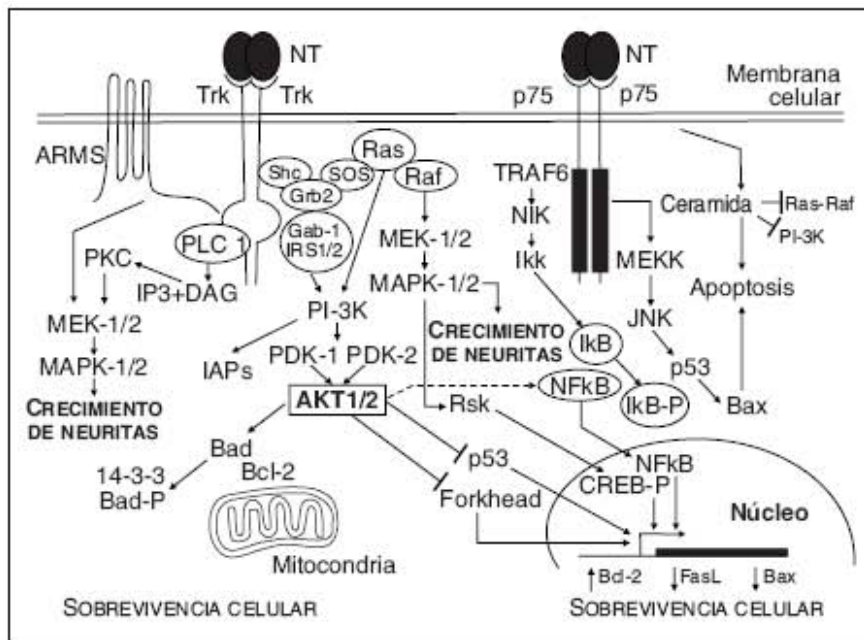 NT
NT
Trk
Trk
p75
p75
Membrana
celular
ARMS
Shc
SOS
Ras
Raf
Grb2
TRAF6
Ceramida
Ras-Raf
PI-3K
PLC 1
Gab-1
IRS1/2
NIK
MEK-1/2
PKC
Ikk
MEKK
IP3+DAG
MAPK-1/2
Apoptosis
PI-3K
MEK-1/2
CRECIMIENTO
DE NEURITAS
JNK
IkB
MAPK-1/2
IAPs
PDK-1
PDK-2
p53
NFkB
IkB-P
CRECIMIENTO
DE NEURITAS
AKT1/2
Rsk
Bax
Bad
Bcl-2
p53
NFkB
14-3-3
Bad-P
CREB-P
Forkhead
Núcleo
Mitocondria
Bcl-2
FasL
Bax
SOBREVIVENCIA CELULAR
SOBREVIVENCIA CELULAR